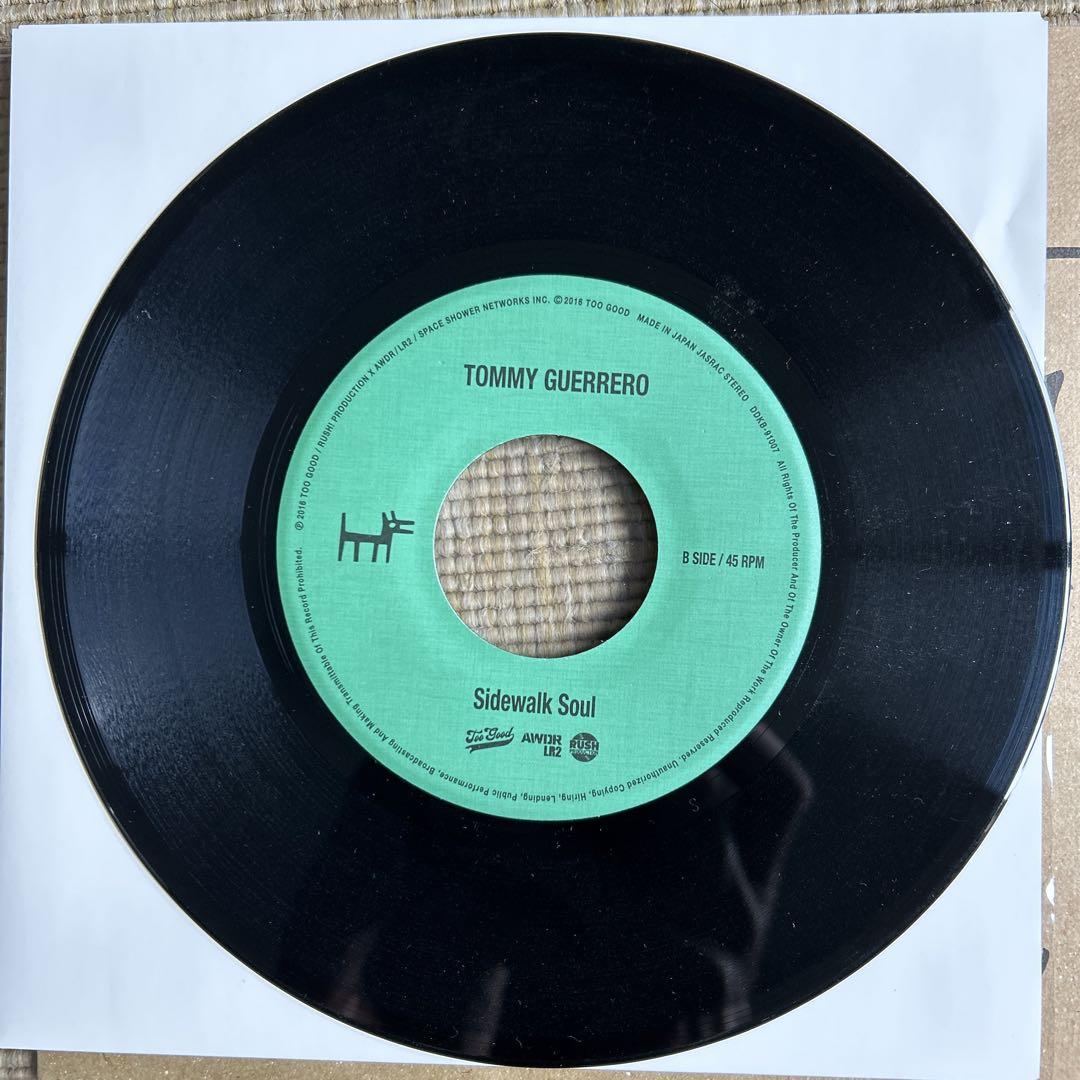 TOMMY GUERRERO
B SIDE / 45 RPM
Sidewalk Soul
Too Good
AWDR
LR2
RUSH
PRODUCTION
℗ 2016 TOO GOOD / RUSH! PRODUCTION X AWDR / LR2 / SPACE SHOWER NETWORKS INC. © 2016 TOO GOOD MADE IN JAPAN JASRAC STEREO DDKB-91007 All Rights Of The Producer And Of The Owner Of The Work Reproduced Reserved. Unauthorized Copying, Hiring, Lending, Public Performance, Broadcasting And Making Transmittable Of This Record Prohibited.